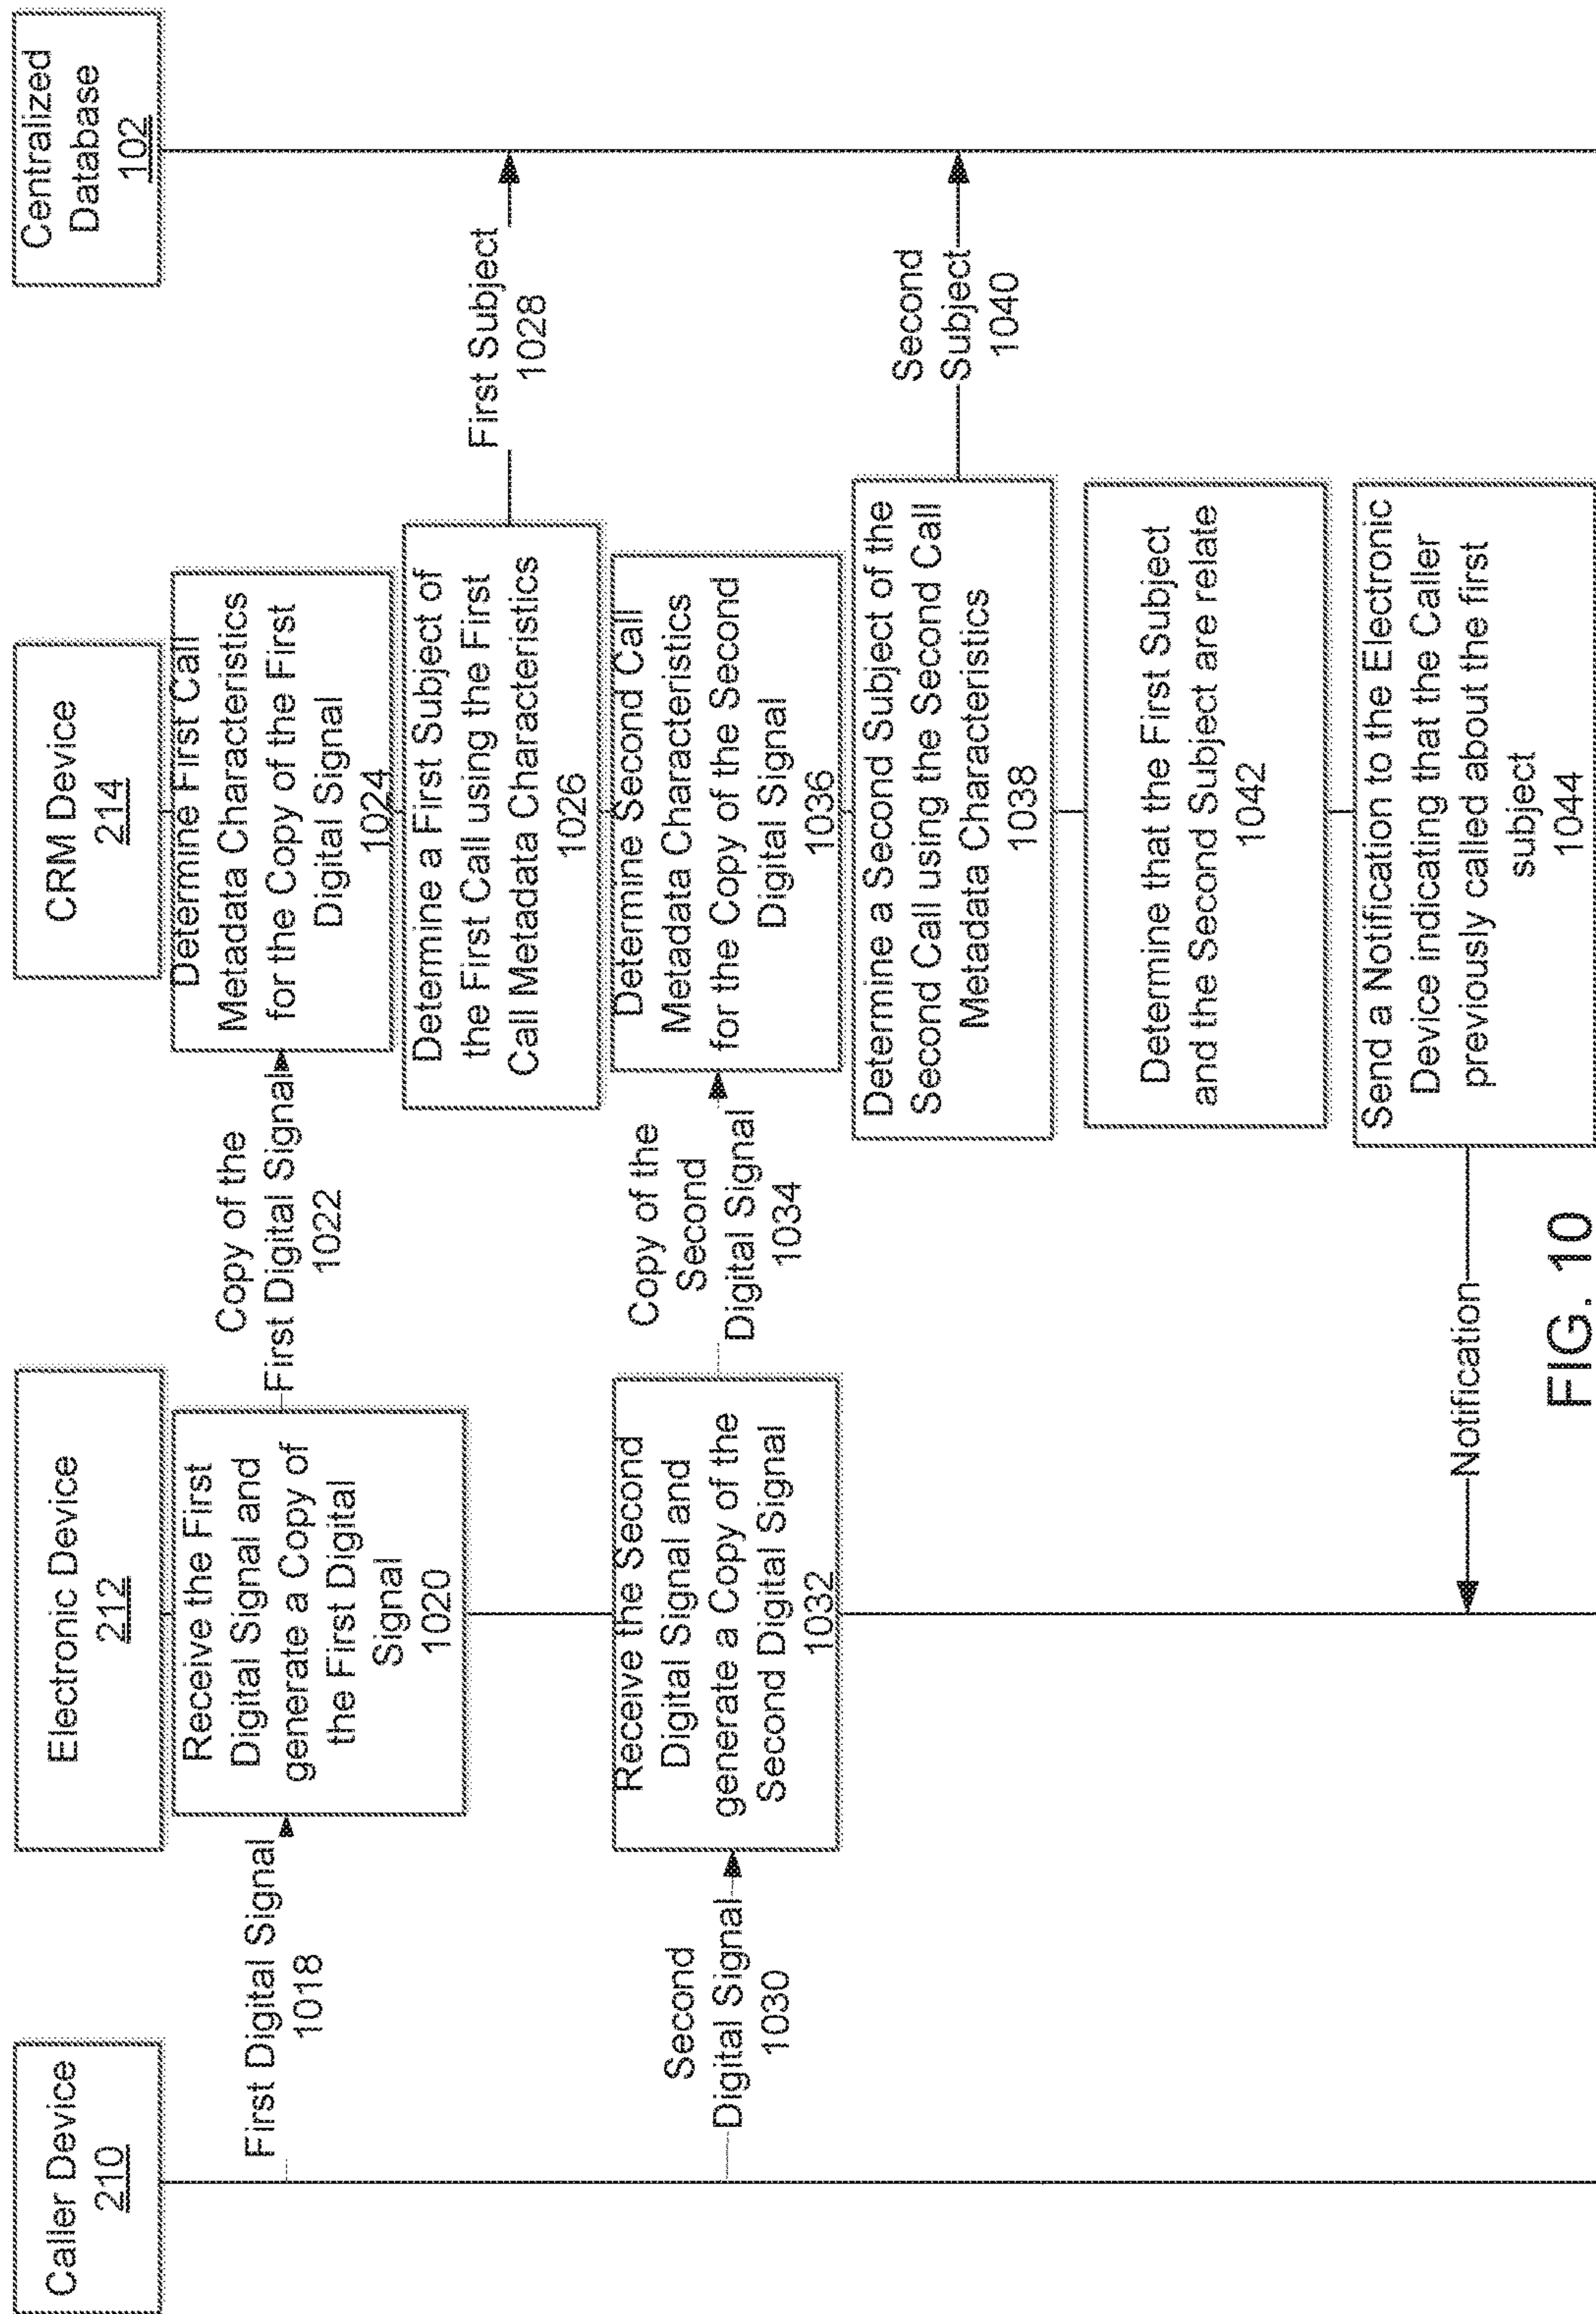 Caller Device
210
Electronic Device
212
CRM Device
214
Centralized
Database
102
First Digital Signal
1018
Receive the First
Digital Signal and
generate a Copy of
the First Digital
Signal
1020
Copy of the
First Digital Signal
1022
Determine First Call
Metadata Characteristics
for the Copy of the First
Digital Signal
1024
Determine a First Subject of
the First Call using the First
Call Metadata Characteristics
1026
First Subject
1028
Second
Digital Signal
1030
Receive the Second
Digital Signal and
generate a Copy of the
Second Digital Signal
1032
Copy of the
Second
Digital Signal
1034
Determine Second Call
Metadata Characteristics
for the Copy of the Second
Digital Signal
1036
Determine a Second Subject of the
Second Call using the Second Call
Metadata Characteristics
1038
Second
Subject
1040
Determine that the First Subject
and the Second Subject are relate
1042
Send a Notification to the Electronic
Device indicating that the Caller
previously called about the first
subject
1044
Notification
FIG. 10